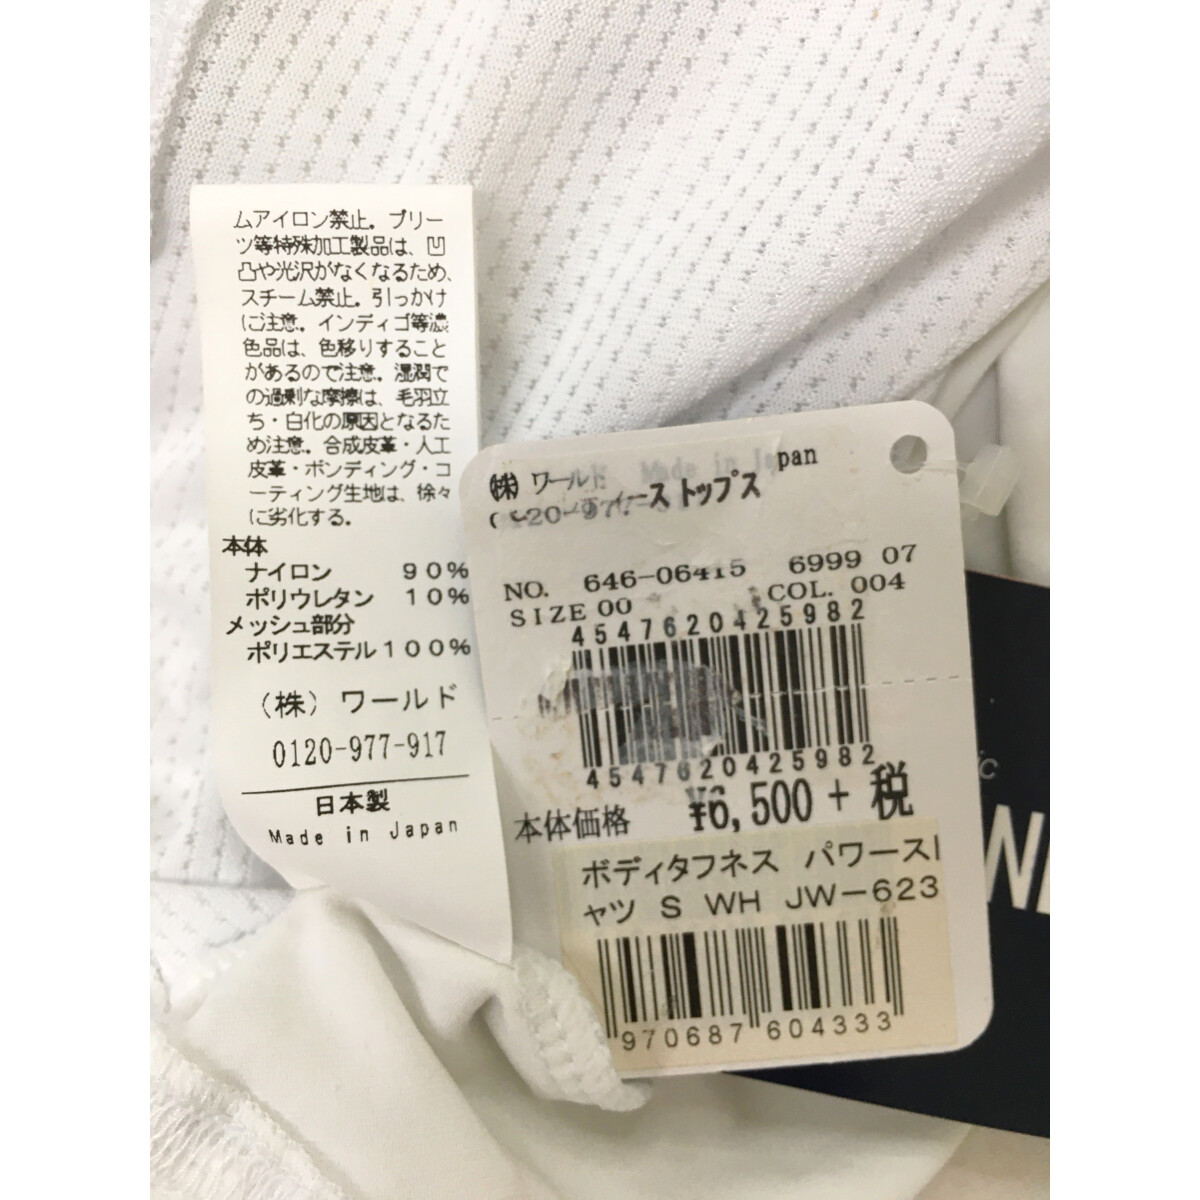 ムアイロン禁止。プリー
ツ等特殊加工製品は、凹
凸や光沢がなくなるため、
スチーム禁止。引っかけ
に注意。インディゴ等濃
色品は、色移りすること
があるので注意。湿潤で
の過剰な摩擦は、毛羽立
ち・白化の原因となるた
め注意。合成皮革・人工
皮革・ボンディング・コ
ーティング生地は、徐々
に劣化する。
本体
ナイロン 90%
ポリウレタン 10%
メッシュ部分
ポリエステル100%
(株)ワールド
0120-977-917
日本製
Made in Japan
(株)ワールド Made in Japan
トップス
NO. 646-06415 6999 07
SIZE 00 COL. 004
4547620425982
4547620425982
本体価格 ¥6,500 + 税
ボディタフネス パワース
ャツ S WH JW-623
970687 604333